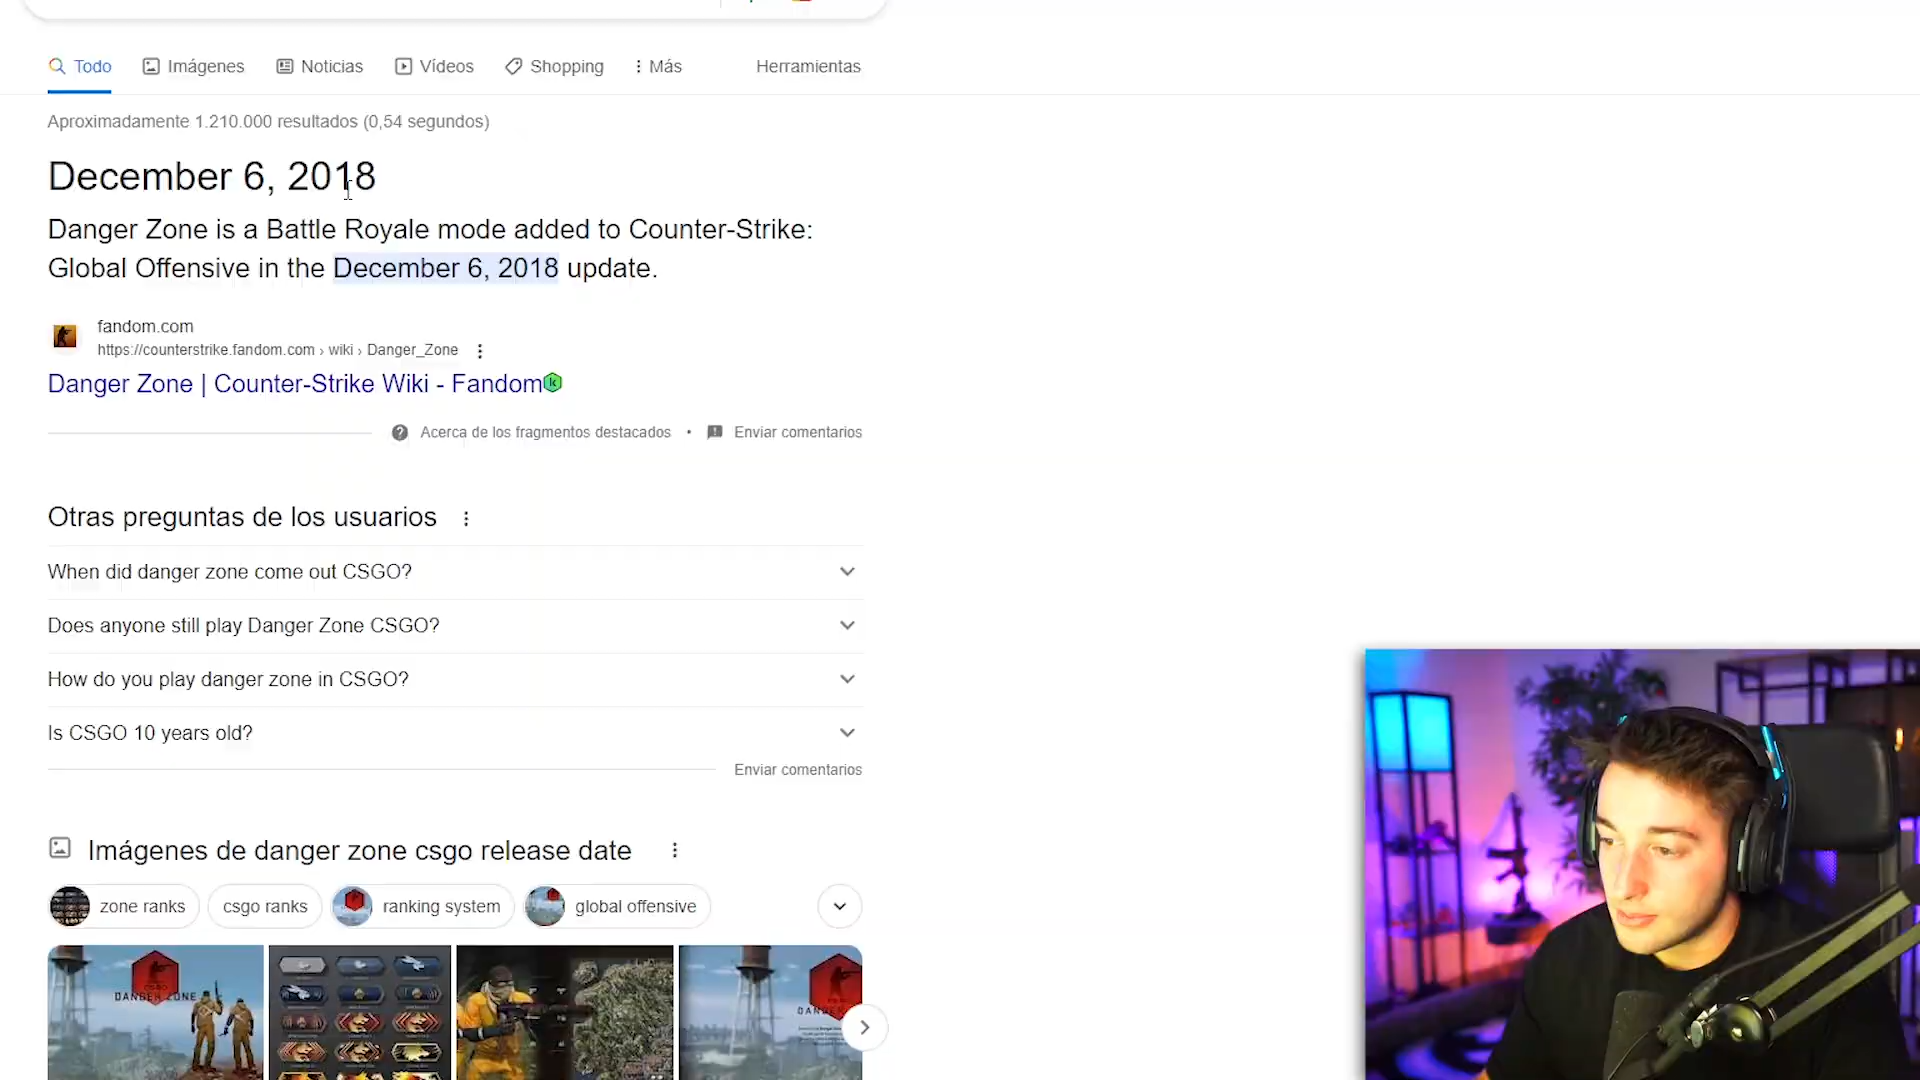 Todo
Imágenes
Noticias
Vídeos
Shopping
Más
Herramientas
Aproximadamente 1.210.000 resultados (0,54 segundos)
December 6, 2018
Danger Zone is a Battle Royale mode added to Counter-Strike:
Global Offensive in the December 6, 2018 update.
fandom.com
https://counterstrike.fandom.com › wiki › Danger_Zone
Danger Zone | Counter-Strike Wiki - Fandom
Acerca de los fragmentos destacados • Enviar comentarios
Otras preguntas de los usuarios
When did danger zone come out CSGO?
Does anyone still play Danger Zone CSGO?
How do you play danger zone in CSGO?
Is CSGO 10 years old?
Enviar comentarios
Imágenes de danger zone csgo release date
zone ranks
csgo ranks
ranking system
global offensive
DANGER ZONE